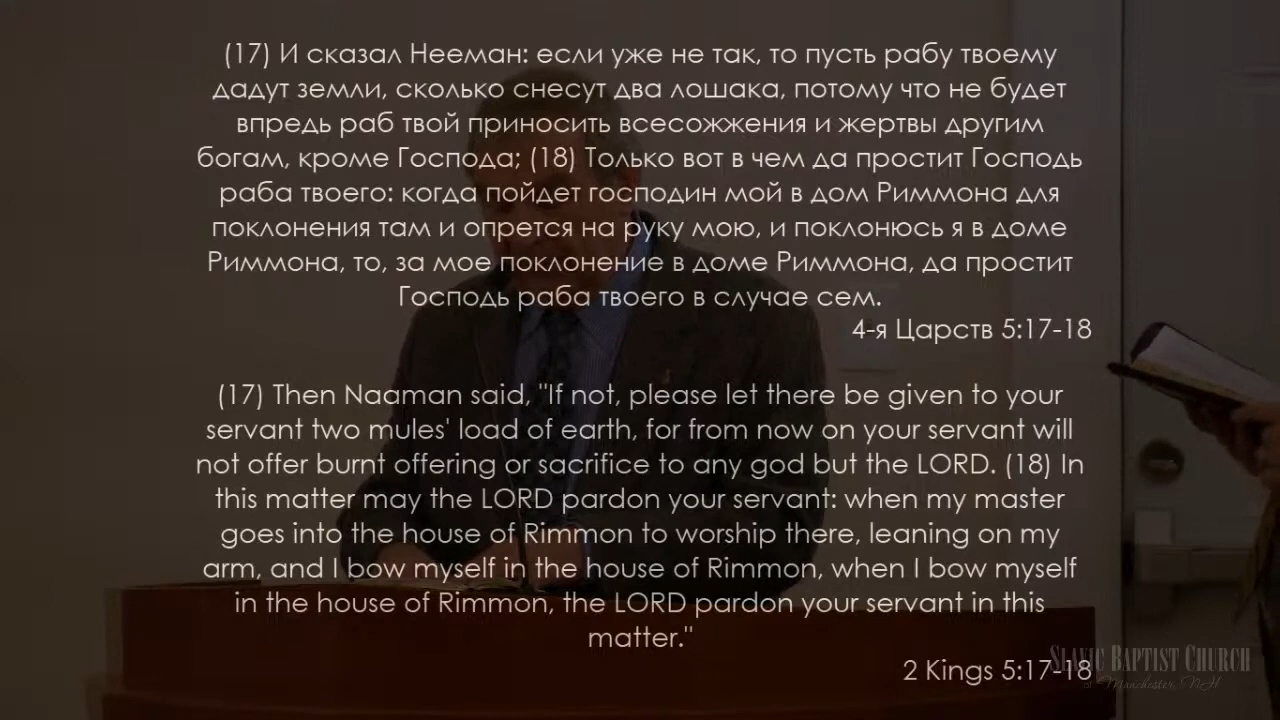 (17) И сказал Нееман: если уже не так, то пусть рабу твоему
дадут земли, сколько снесут два лошака, потому что не будет
впредь раб твой приносить всесожжения и жертвы другим
богам, кроме Господа; (18) Только вот в чем да простит Господь
раба твоего: когда пойдет господин мой в дом Риммона для
поклонения там и опрется на руку мою, и поклонюсь я в доме
Риммона, то, за мое поклонение в доме Риммона, да простит
Господь раба твоего в случае сем.
4-я Царств 5:17-18
(17) Then Naaman said, "If not, please let there be given to your
servant two mules' load of earth, for from now on your servant will
not offer burnt offering or sacrifice to any god but the LORD. (18) In
this matter may the LORD pardon your servant: when my master
goes into the house of Rimmon to worship there, leaning on my
arm, and I bow myself in the house of Rimmon, when I bow myself
in the house of Rimmon, the LORD pardon your servant in this
matter."
2 Kings 5:17-18
Slavic Baptist Church
of Manchester, NH